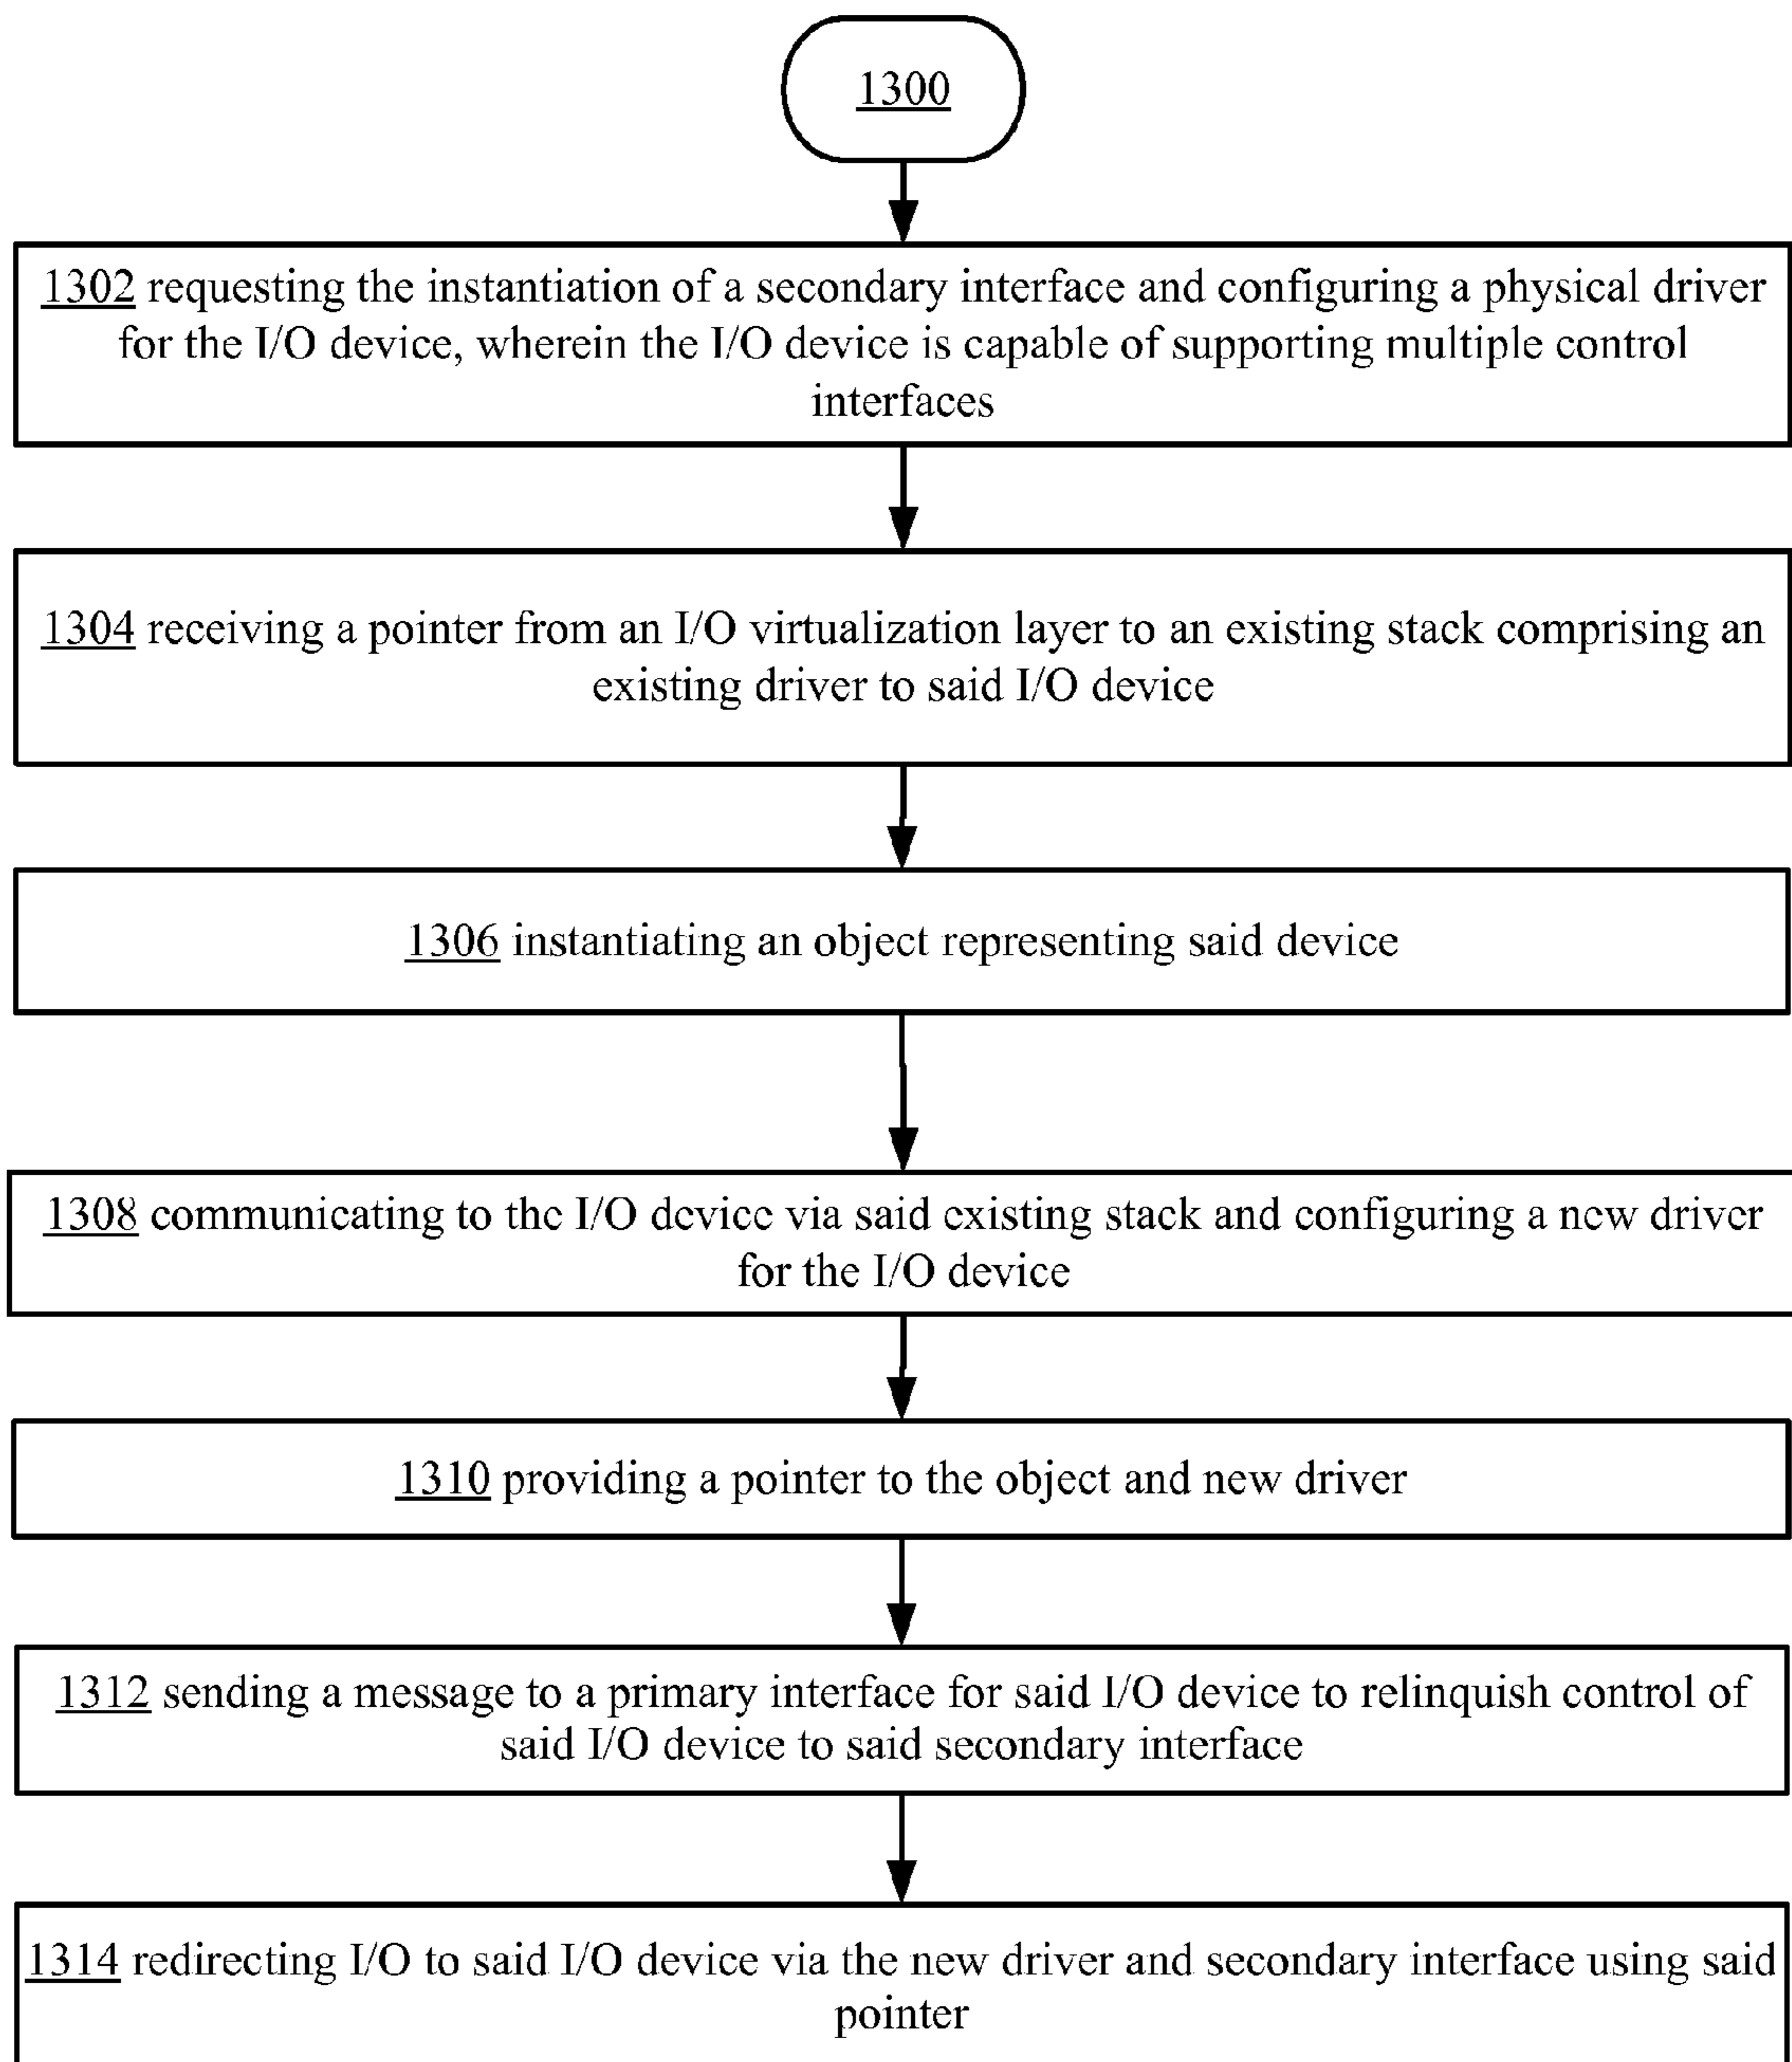 1300
1302 requesting the instantiation of a secondary interface and configuring a physical driver
for the I/O device, wherein the I/O device is capable of supporting multiple control
interfaces
1304 receiving a pointer from an I/O virtualization layer to an existing stack comprising an
existing driver to said I/O device
1306 instantiating an object representing said device
1308 communicating to the I/O device via said existing stack and configuring a new driver
for the I/O device
1310 providing a pointer to the object and new driver
1312 sending a message to a primary interface for said I/O device to relinquish control of
said I/O device to said secondary interface
1314 redirecting I/O to said I/O device via the new driver and secondary interface using said
pointer